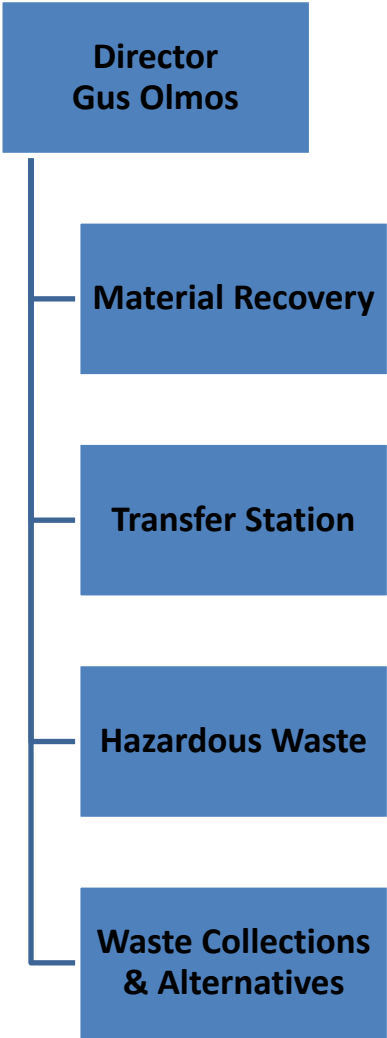 Director
Gus Olmos
Material Recovery
Transfer Station
Hazardous Waste
Waste Collections
& Alternatives